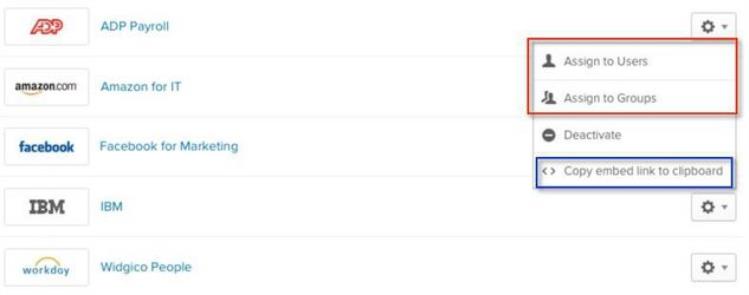 ADP
ADP Payroll
Assign to Users
amazon.com
Amazon for IT
Assign to Groups
Deactivate
facebook
Facebook for Marketing
<> Copy embed link to clipboard
IBM
IBM
workday
Widgico People